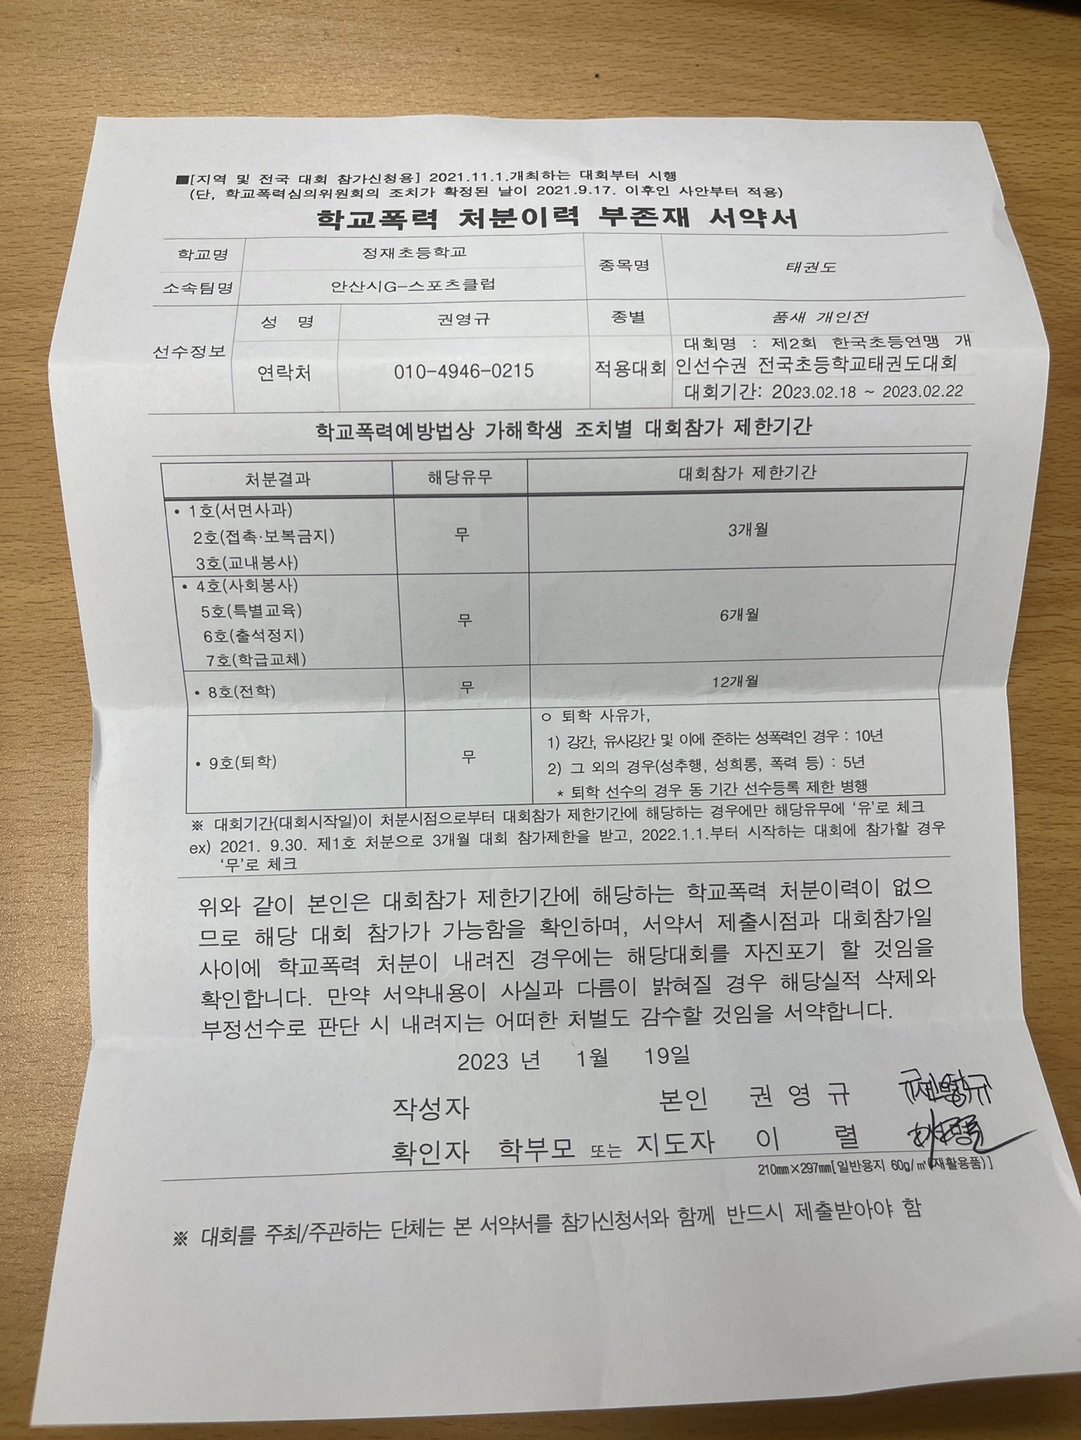 ■[지역 및 전국 대회 참가신청용] 2021.11.1.개최하는 대회부터 시행
(단, 학교폭력심의위원회의 조치가 확정된 날이 2021.9.17. 이후인 사안부터 적용)
학교폭력 처분이력 부존재 서약서
학교명 정재초등학교 종목명 태권도
소속팀명 안산시G-스포츠클럽
선수정보 성 명 권영규 종별 품새 개인전
연락처 010-4946-0215 적용대회 대회명 : 제2회 한국초등연맹 개
인선수권 전국초등학교태권도대회
대회기간: 2023.02.18 ~ 2023.02.22
학교폭력예방법상 가해학생 조치별 대회참가 제한기간
처분결과 해당유무 대회참가 제한기간
• 1호(서면사과)
2호(접촉·보복금지) 무 3개월
3호(교내봉사)
• 4호(사회봉사)
5호(특별교육) 무 6개월
6호(출석정지)
7호(학급교체)
• 8호(전학) 무 12개월
• 9호(퇴학) 무 ㅇ 퇴학 사유가,
1) 강간, 유사강간 및 이에 준하는 성폭력인 경우 : 10년
2) 그 외의 경우(성추행, 성희롱, 폭력 등) : 5년
* 퇴학 선수의 경우 동 기간 선수등록 제한 병행
※ 대회기간(대회시작일)이 처분시점으로부터 대회참가 제한기간에 해당하는 경우에만 해당유무에 ‘유’로 체크
ex) 2021. 9.30. 제1호 처분으로 3개월 대회 참가제한을 받고, 2022.1.1.부터 시작하는 대회에 참가할 경우
‘무’로 체크
위와 같이 본인은 대회참가 제한기간에 해당하는 학교폭력 처분이력이 없으
므로 해당 대회 참가가 가능함을 확인하며, 서약서 제출시점과 대회참가일
사이에 학교폭력 처분이 내려진 경우에는 해당대회를 자진포기 할 것임을
확인합니다. 만약 서약내용이 사실과 다름이 밝혀질 경우 해당실적 삭제와
부정선수로 판단 시 내려지는 어떠한 처벌도 감수할 것임을 서약합니다.
2023 년 1월 19일
작성자 본인 권 영 규
확인자 학부모 또는 지도자 이 렬
210㎜×297㎜[일반용지 60g/㎡(재활용품)]
※ 대회를 주최/주관하는 단체는 본 서약서를 참가신청서와 함께 반드시 제출받아야 함